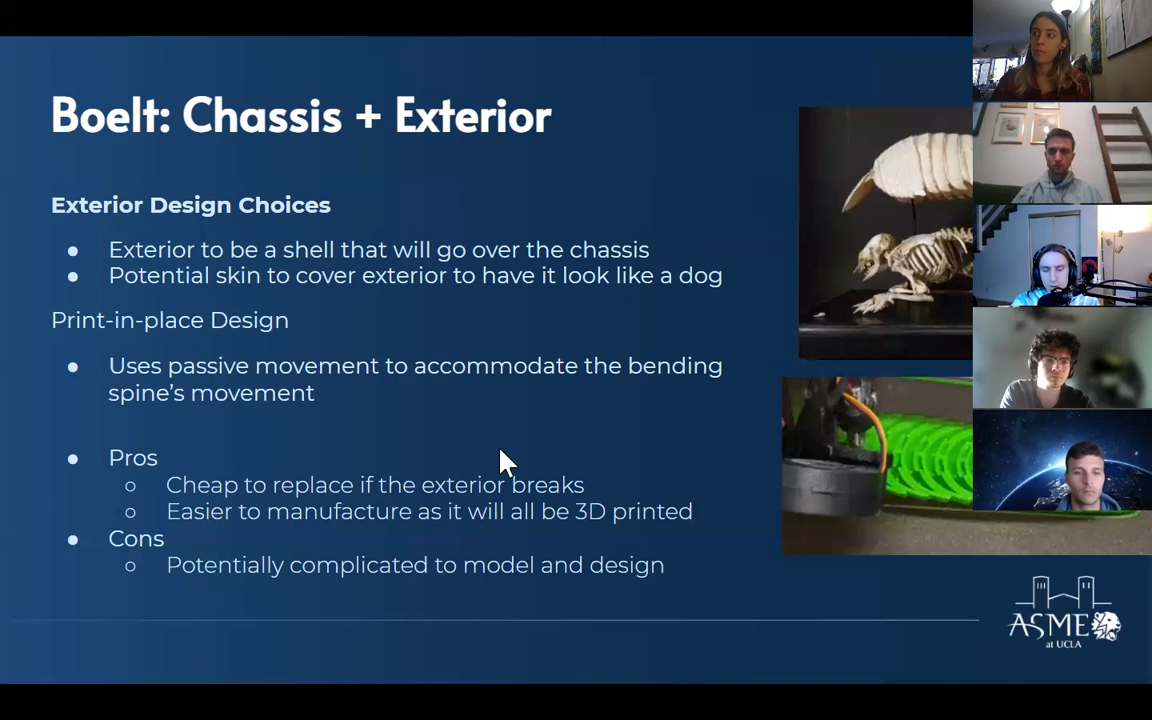 Boelt: Chassis + Exterior
Exterior Design Choices
● Exterior to be a shell that will go over the chassis
● Potential skin to cover exterior to have it look like a dog
Print-in-place Design
● Uses passive movement to accommodate the bending
spine's movement
● Pros
○ Cheap to replace if the exterior breaks
○ Easier to manufacture as it will all be 3D printed
● Cons
○ Potentially complicated to model and design
ASME
at UCLA